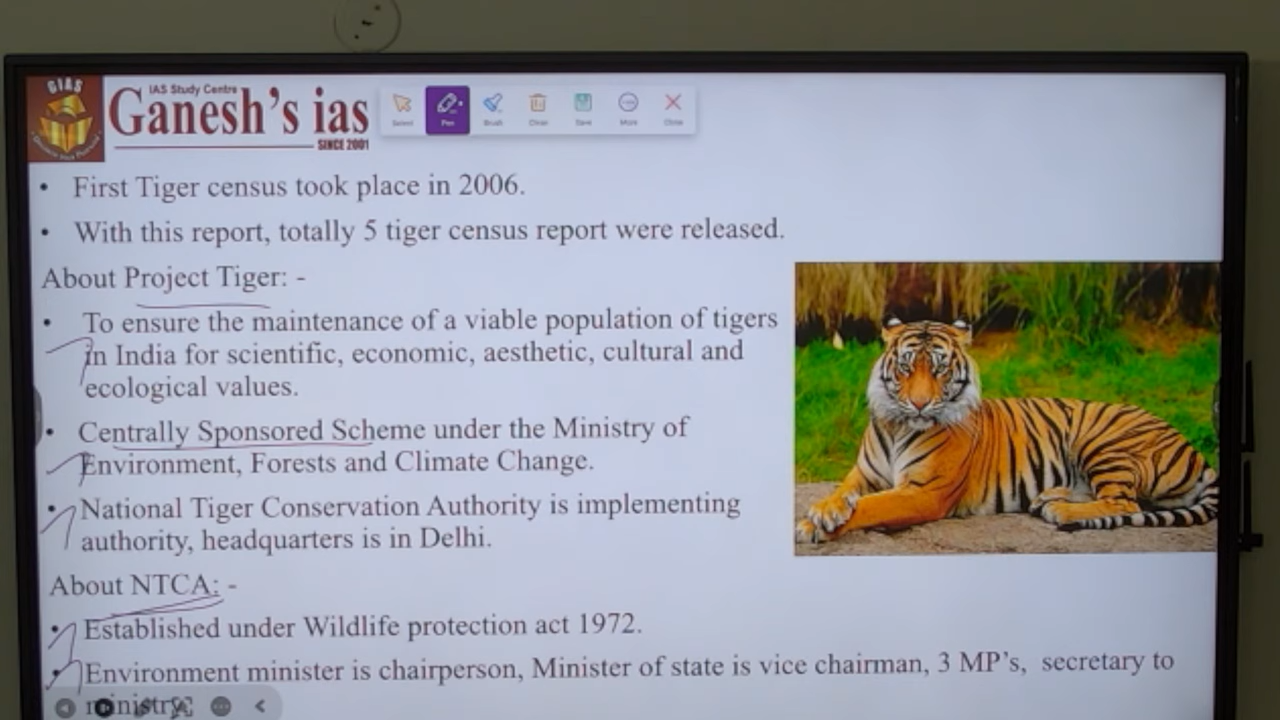 GIAS
IAS Study Centre
Ganesh's ias
SINCE 2001
Select Pen Brush Clean Save More Close
• First Tiger census took place in 2006.
• With this report, totally 5 tiger census report were released.
About Project Tiger: -
• To ensure the maintenance of a viable population of tigers
in India for scientific, economic, aesthetic, cultural and
ecological values.
• Centrally Sponsored Scheme under the Ministry of
Environment, Forests and Climate Change.
• National Tiger Conservation Authority is implementing
authority, headquarters is in Delhi.
About NTCA: -
• Established under Wildlife protection act 1972.
• Environment minister is chairperson, Minister of state is vice chairman, 3 MP's, secretary to
ministry